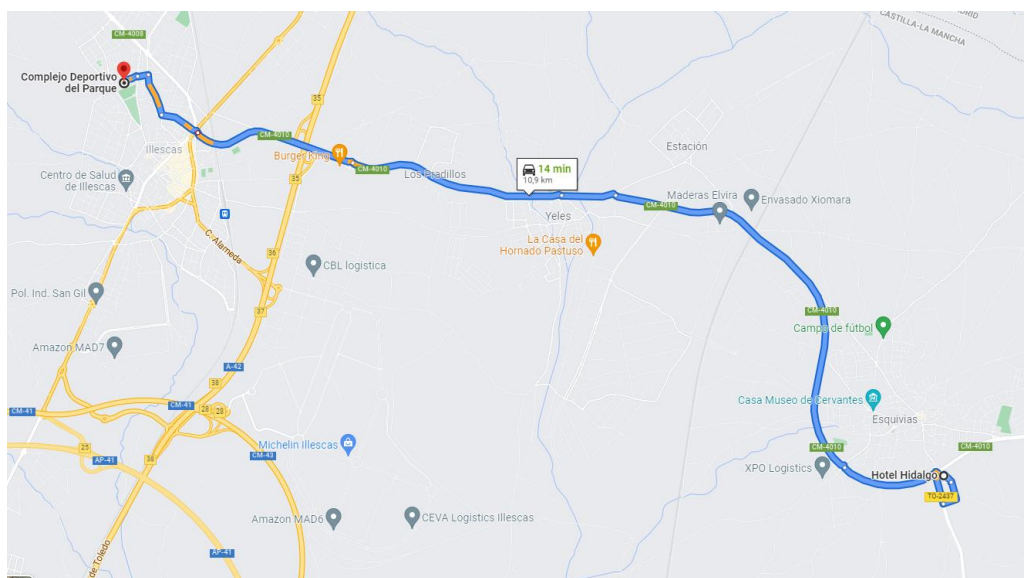 MADRID
CASTILLA-LA MANCHA
CM-4008
Complejo Deportivo
del Parque
35
CM-4010
Illescas
Burger King
CM-4010
Los Pradillos
14 min
10,9 km
Estación
Centro de Salud
de Illescas
35
Maderas Elvira
Envasado Xiomara
CM-4010
Yeles
C. Alameda
La Casa del
Hornado Pastuso
36
CBL logistica
Pol. Ind. San Gil
37
CM-4010
Campo de fútbol
Amazon MAD7
A-42
38
Casa Museo de Cervantes
CM-41
CM-41
28
28
Esquivias
25
Michelin Illescas
CM-4010
CM-4010
AP-41
36
CM-43
XPO Logistics
Hotel Hidalgo
TO-2437
Amazon MAD6
CEVA Logistics Illescas
AP-41
de Toledo